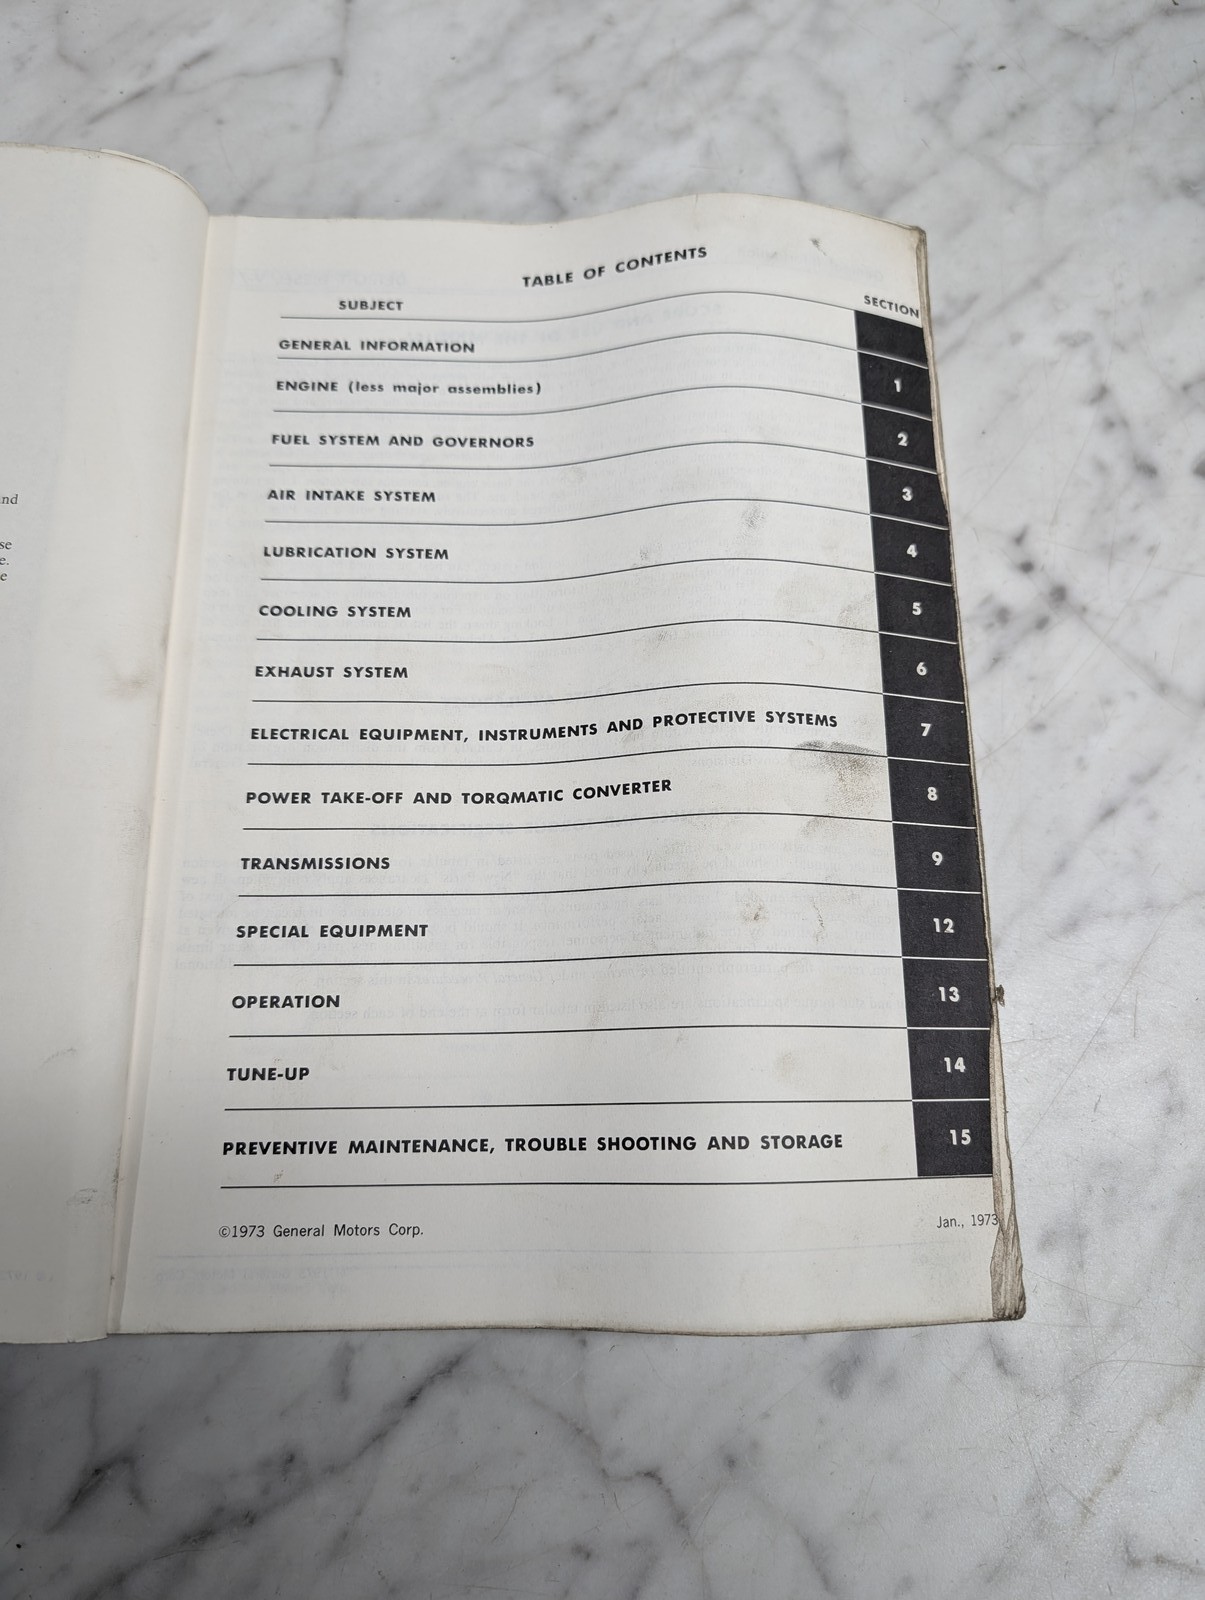 nd
se
e.
e
TABLE OF CONTENTS
SUBJECT SECTION
GENERAL INFORMATION
ENGINE (less major assemblies) 1
FUEL SYSTEM AND GOVERNORS 2
AIR INTAKE SYSTEM 3
LUBRICATION SYSTEM 4
COOLING SYSTEM 5
EXHAUST SYSTEM 6
ELECTRICAL EQUIPMENT, INSTRUMENTS AND PROTECTIVE SYSTEMS 7
POWER TAKE-OFF AND TORQMATIC CONVERTER 8
TRANSMISSIONS 9
SPECIAL EQUIPMENT 12
OPERATION 13
TUNE-UP 14
PREVENTIVE MAINTENANCE, TROUBLE SHOOTING AND STORAGE 15
©1973 General Motors Corp. Jan., 1973